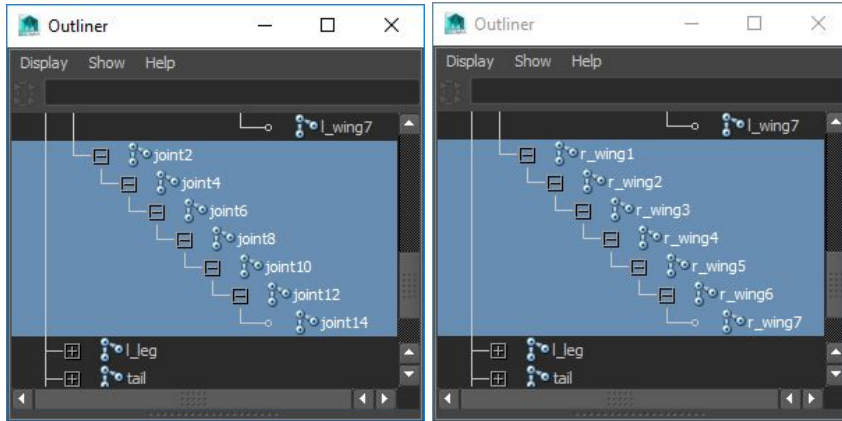 Outliner
Display Show Help
l_wing7
joint2
joint4
joint6
joint8
joint10
joint12
joint14
l_leg
tail
Outliner
Display Show Help
l_wing7
r_wing1
r_wing2
r_wing3
r_wing4
r_wing5
r_wing6
r_wing7
l_leg
tail